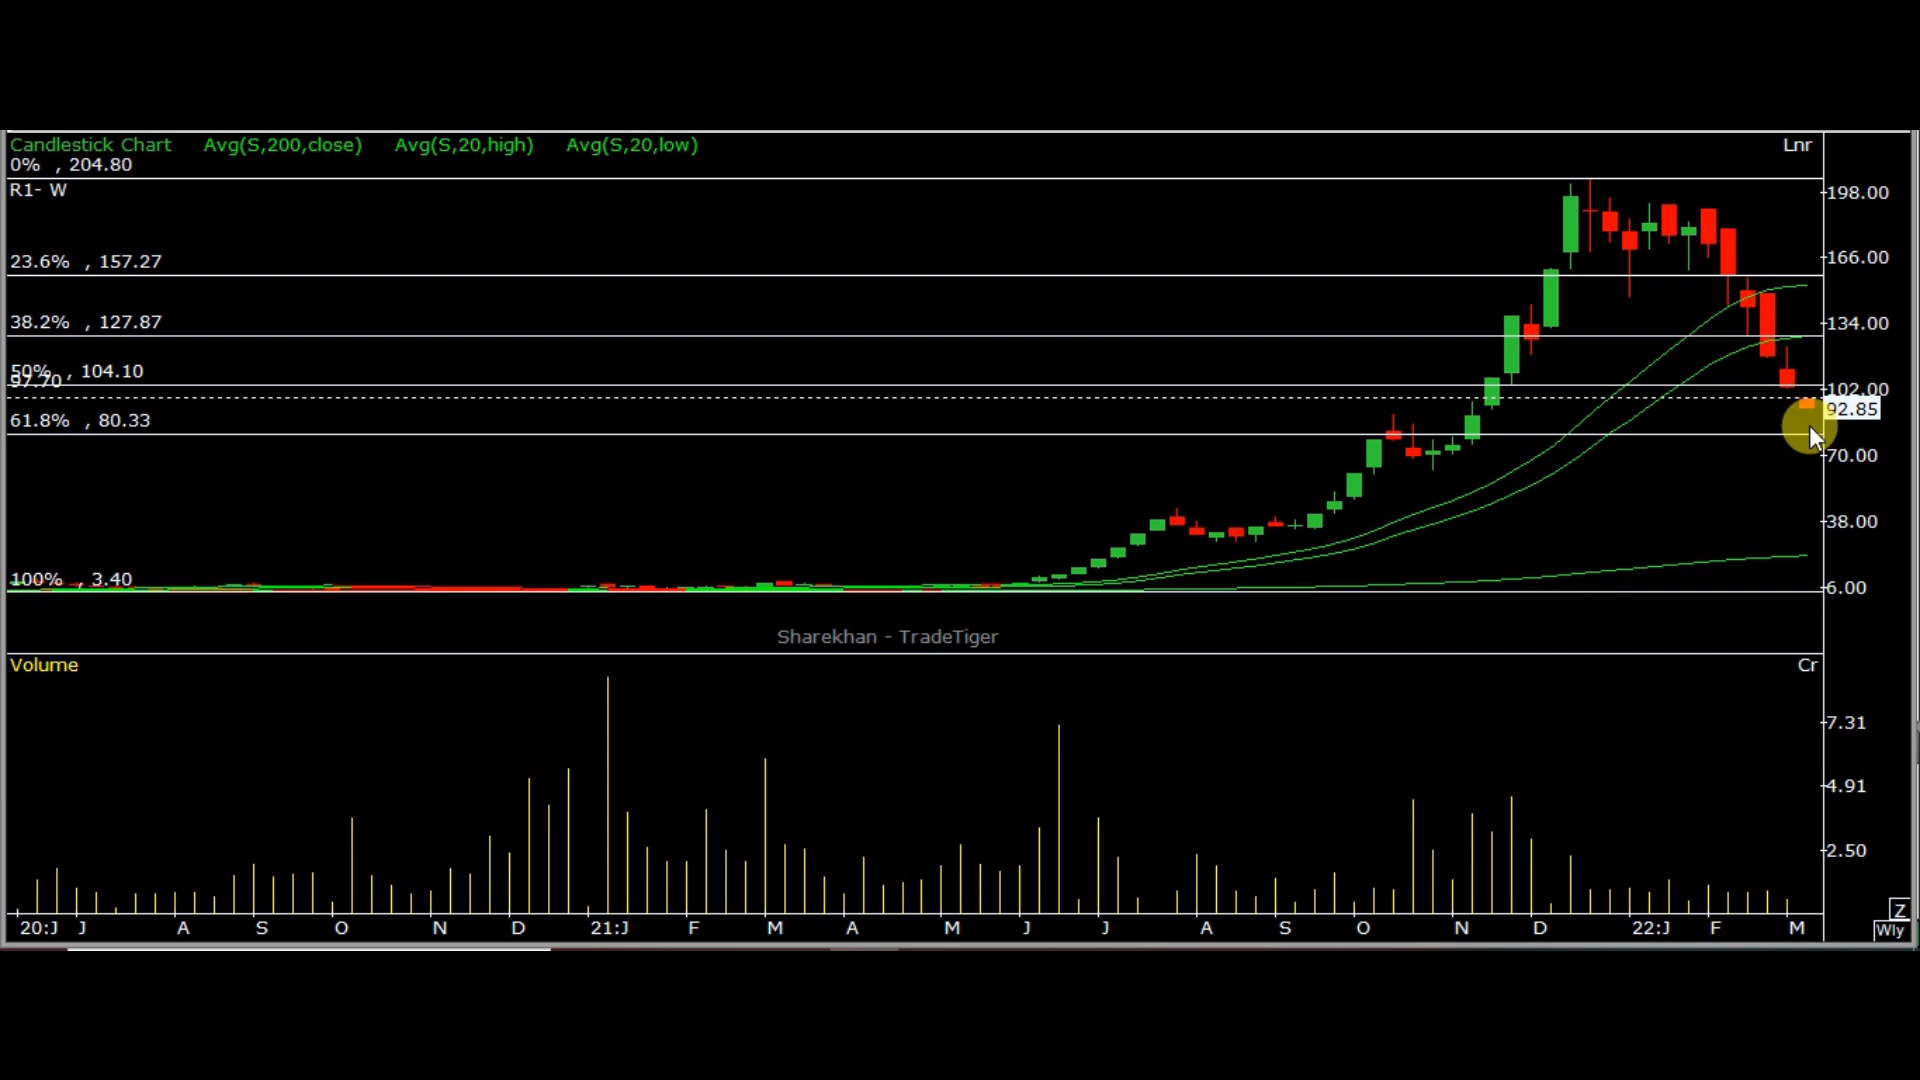 Candlestick Chart Avg(S,200,close) Avg(S,20,high) Avg(S,20,low) Lnr
0% , 204.80
R1- W
198.00
166.00
23.6% , 157.27
38.2% , 127.87
134.00
50% , 104.10
97.70
102.00
92.85
61.8% , 80.33
70.00
38.00
100% , 3.40
6.00
Sharekhan - TradeTiger
Volume Cr
7.31
4.91
2.50
Z
20:J J A S O N D 21:J F M A M J J A S O N D 22:J F M Wly